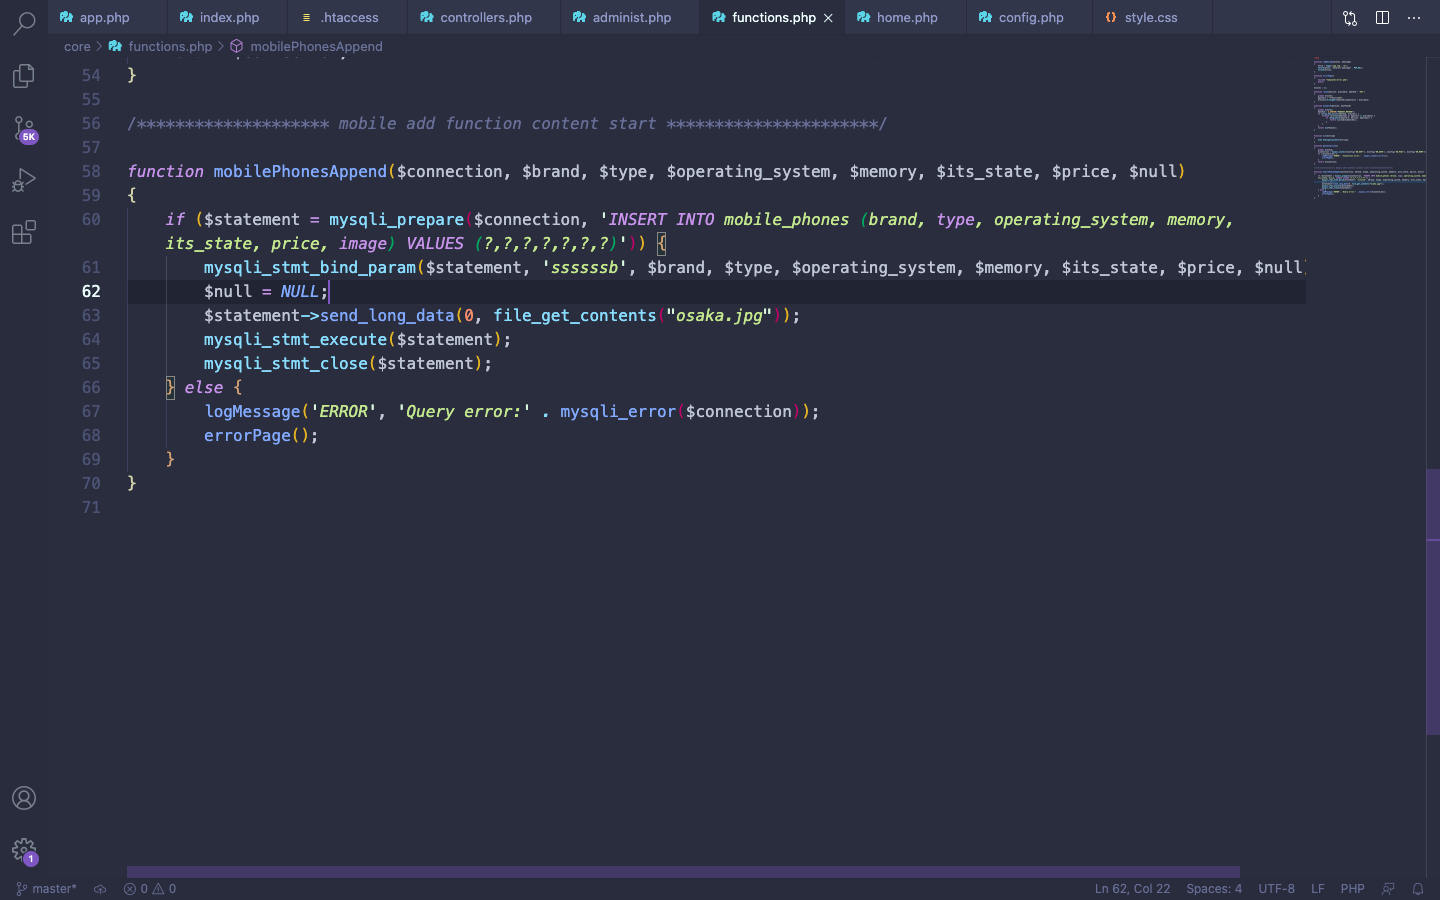 app.php index.php .htaccess controllers.php administ.php functions.php home.php config.php {} style.css ...
core > functions.php > mobilePhonesAppend
54 }
55
56 /******************** mobile add function content start **********************/
57
58 function mobilePhonesAppend($connection, $brand, $type, $operating_system, $memory, $its_state, $price, $null)
59 {
60 if ($statement = mysqli_prepare($connection, 'INSERT INTO mobile_phones (brand, type, operating_system, memory,
its_state, price, image) VALUES (?,?,?,?,?,?,?)')) {
61 mysqli_stmt_bind_param($statement, 'ssssssb', $brand, $type, $operating_system, $memory, $its_state, $price, $null)
62 $null = NULL;
63 $statement->send_long_data(0, file_get_contents("osaka.jpg"));
64 mysqli_stmt_execute($statement);
65 mysqli_stmt_close($statement);
66 } else {
67 logMessage('ERROR', 'Query error:' . mysqli_error($connection));
68 errorPage();
69 }
70 }
71
5K
1
master* 0 0 Ln 62, Col 22 Spaces: 4 UTF-8 LF PHP